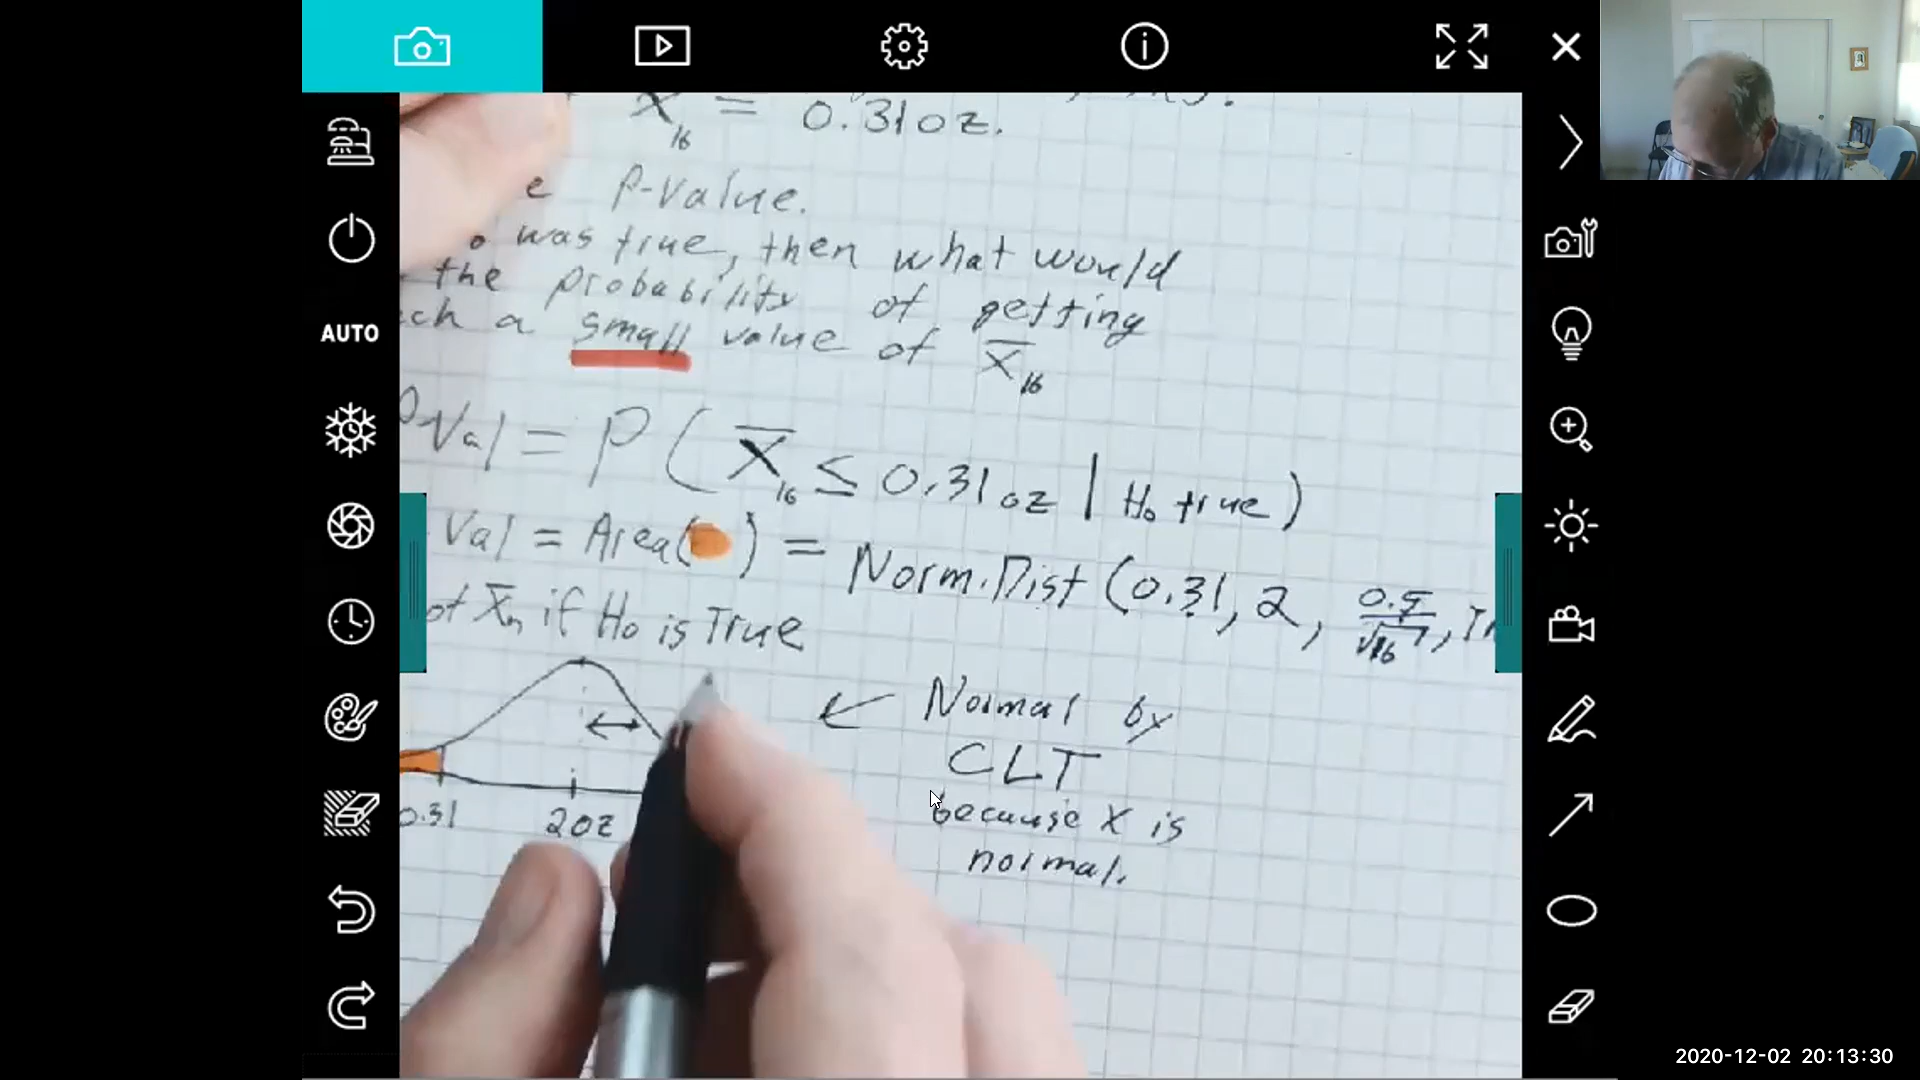 X̄16 = 0.31 oz.
e P-Value.
o was true, then what would
the probability of getting
ch a small value of X̄16
AUTO
Val = P( X̄16 ≤ 0.31 oz | H0 true)
Val = Area( ) = Norm.Dist(0.31, 2, 0.5/√16, Tr
of X̄n if H0 is True
Normal by
CLT
because X is
normal.
0.31 2oz
2020-12-02 20:13:30